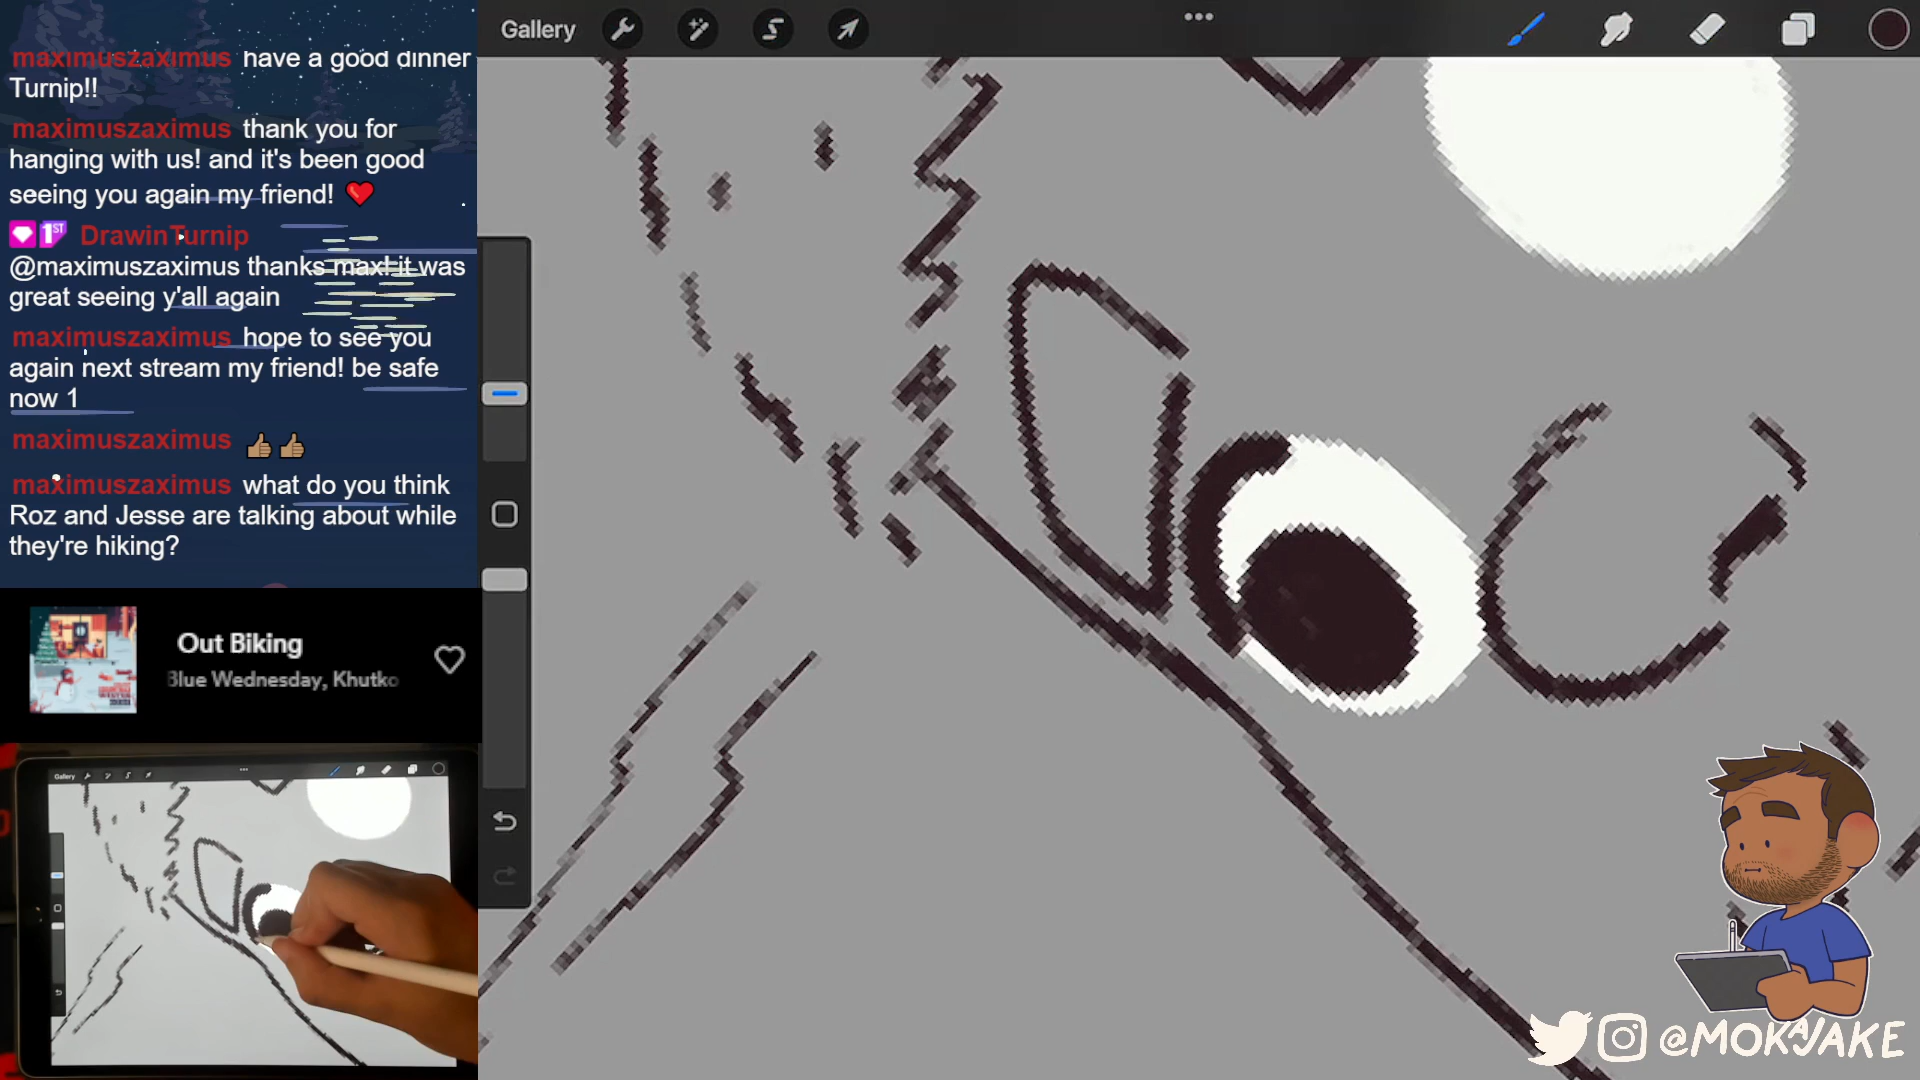 maximuszaximus have a good dinner
Turnip!!
maximuszaximus thank you for
hanging with us! and it's been good
seeing you again my friend! ❤️
1ST DrawinTurnip
@maximuszaximus thanks max! it was
great seeing y'all again
maximuszaximus hope to see you
again next stream my friend! be safe
now 1
maximuszaximus 👍🏽 👍🏽
maximuszaximus what do you think
Roz and Jesse are talking about while
they're hiking?
Out Biking
Blue Wednesday, Khutko
Gallery
Gallery
@MOKAJAKE